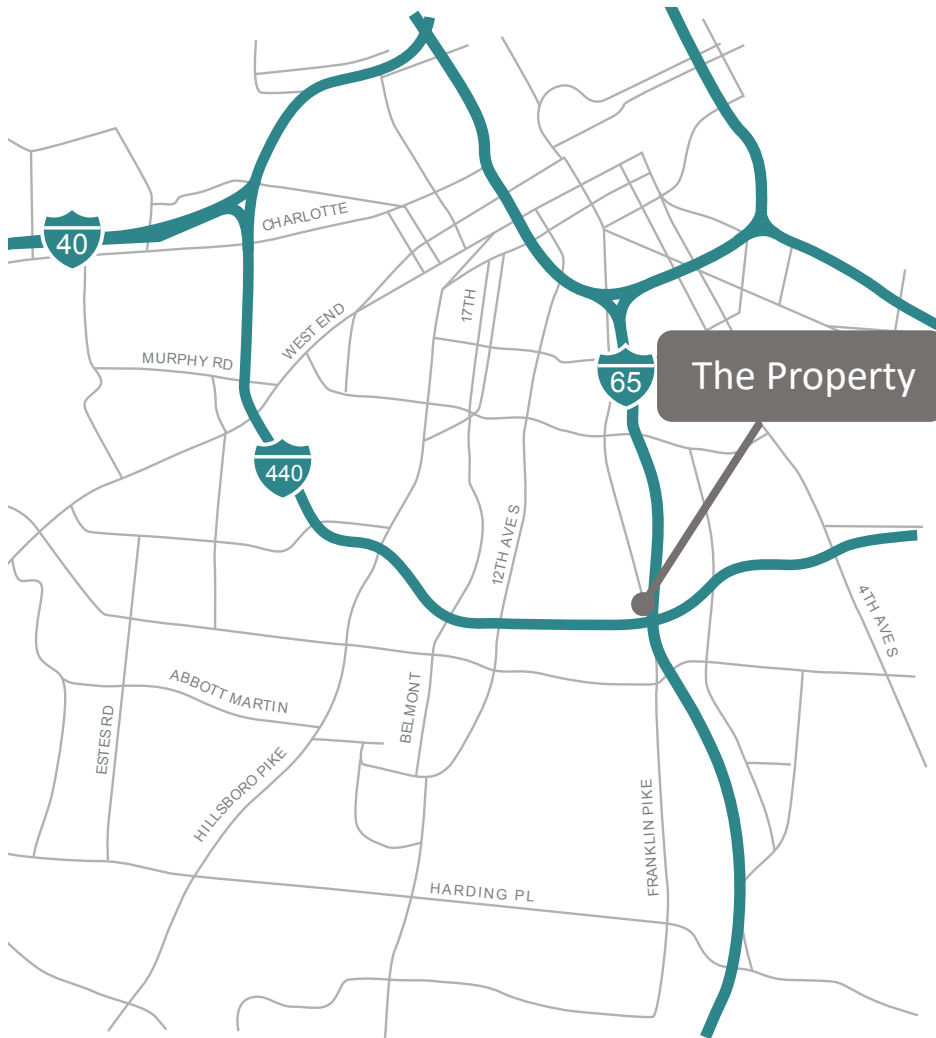 CHARLOTTE
40
17TH
WEST END
MURPHY RD
65
The Property
440
12TH AVE S
4TH AVE S
ABBOTT MARTIN
BELMONT
ESTES RD
HILLSBORO PIKE
FRANKLIN PIKE
HARDING PL